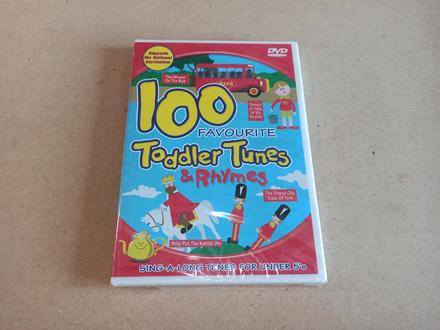 Supports
the National
Curriculum
DVD
The Wheels
On The Bus
BUS
100
FAVOURITE
There's
A Hole
In My
Bucket
Toddler Tunes
& Rhymes
The Grand Old
Duke Of York
Polly Put The Kettle On
SING-A-LONG TUNES FOR UNDER 5's